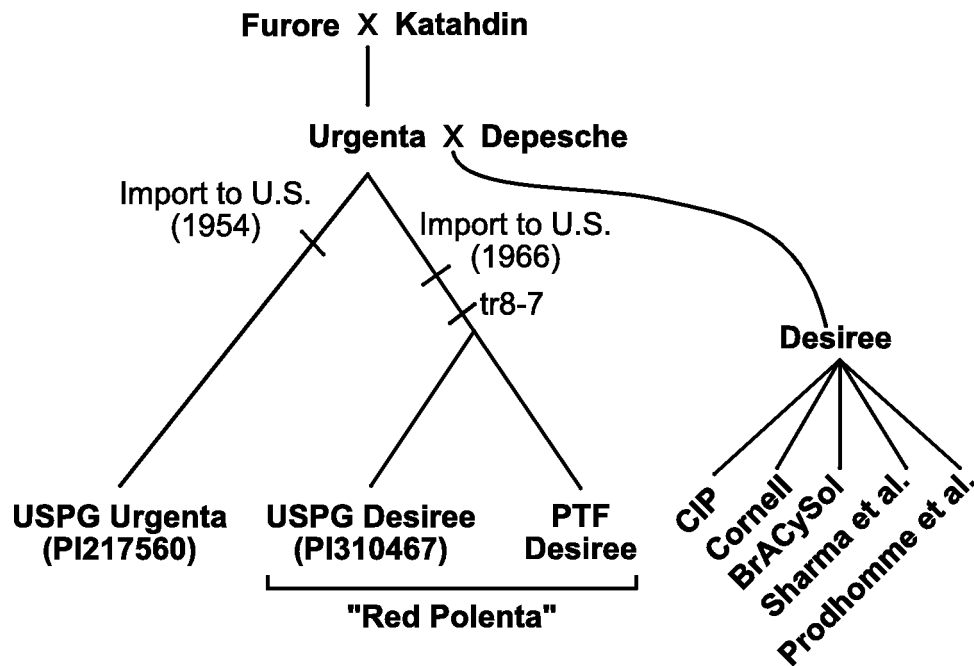 Furore X Katahdin
Urgenta X Depesche
Import to U.S.
(1954)
Import to U.S.
(1966)
tr8-7
Desiree
USPG Urgenta
(PI217560)
USPG Desiree
(PI310467)
PTF
Desiree
CIP
Cornell
BrACySol
Sharma et al.
Prodhomme et al.
"Red Polenta"